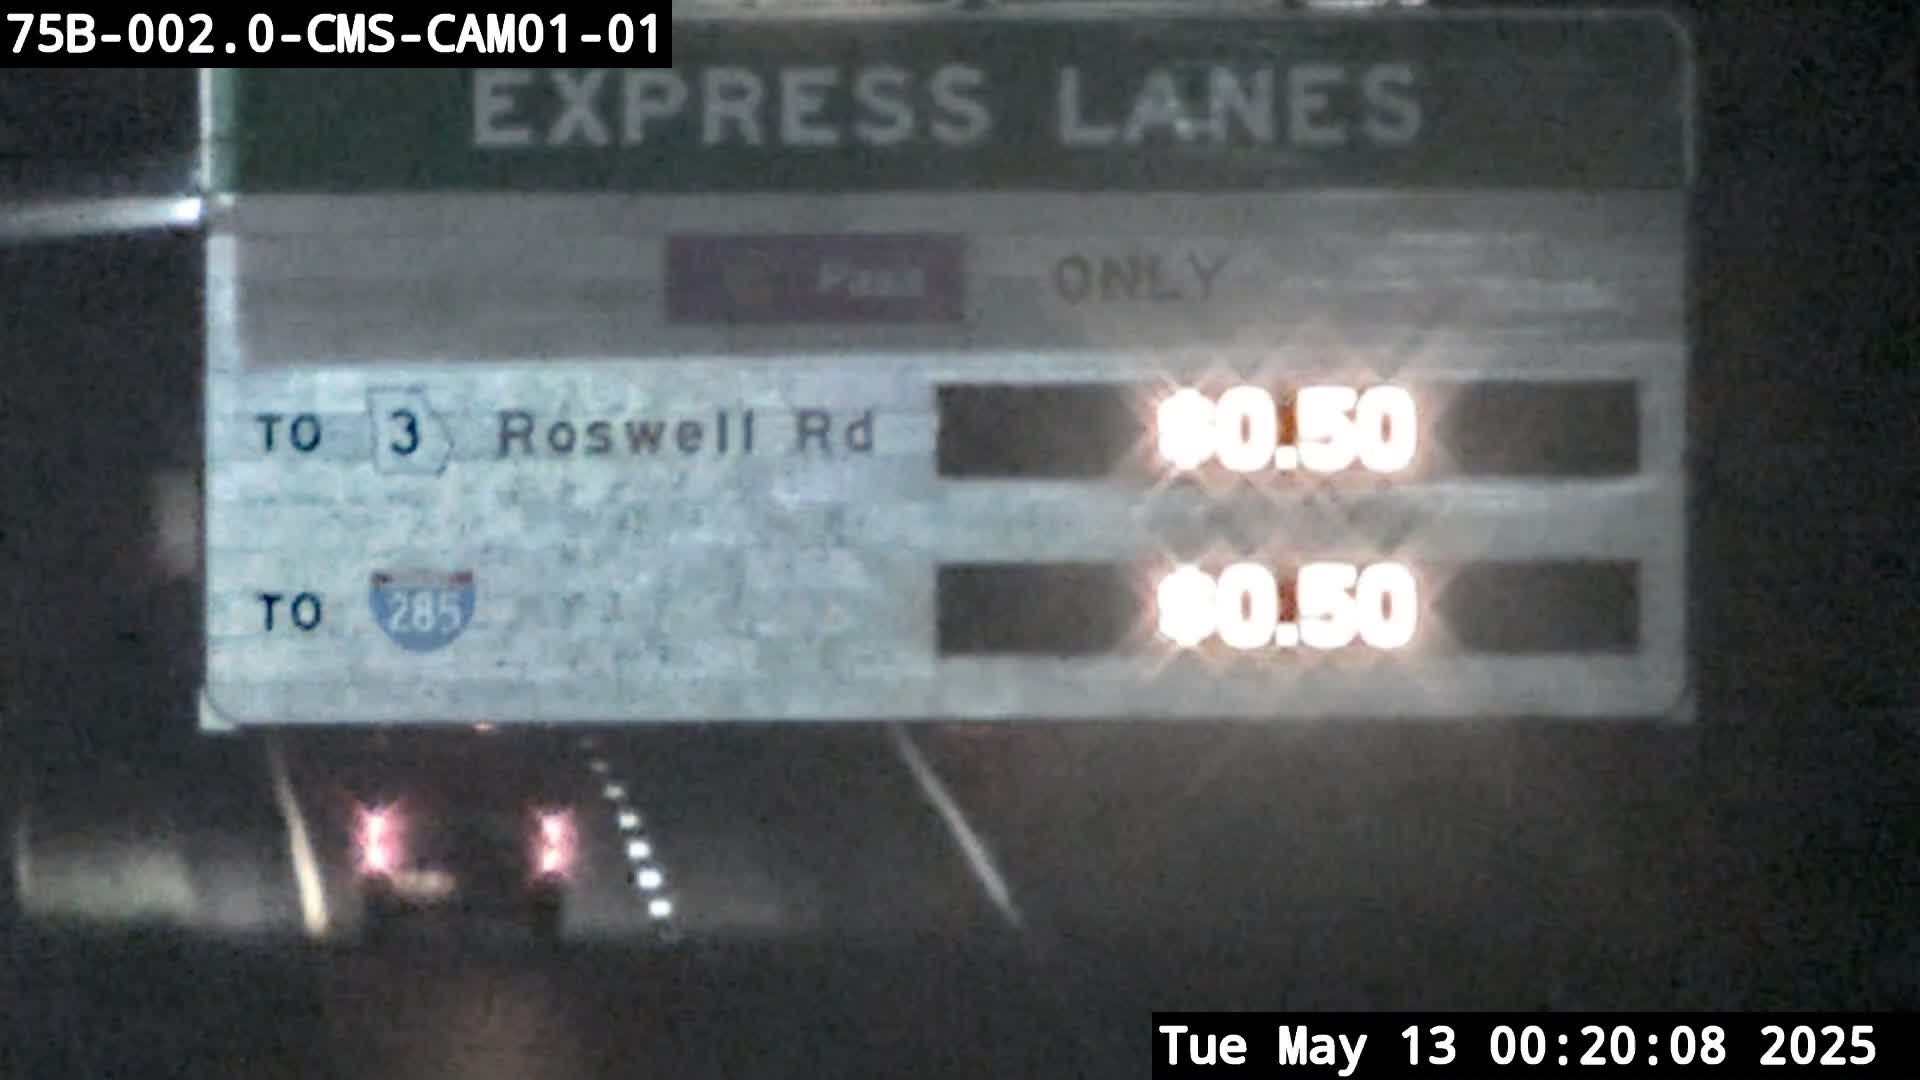 75B-002.0-CMS-CAM01-01
EXPRESS LANES
Pass ONLY
TO 3 Roswell Rd $0.50
TO 285 $0.50
Tue May 13 00:20:08 2025